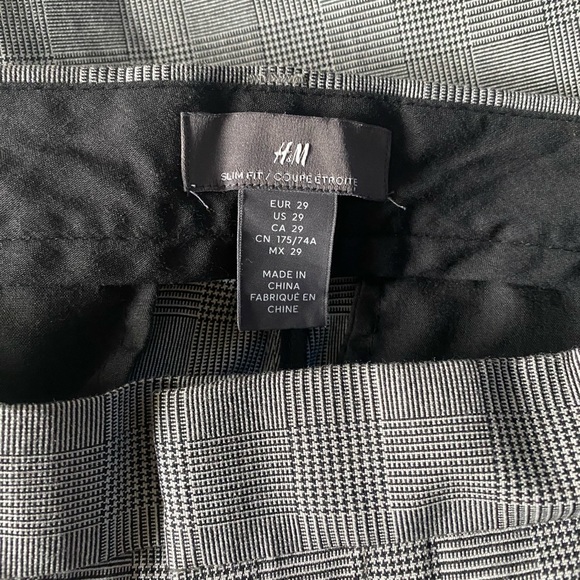 H&M
SLIM FIT / COUPE ÉTROITE
EUR 29
US 29
CA 29
CN 175/74A
MX 29
MADE IN
CHINA
FABRIQUÉ EN
CHINE